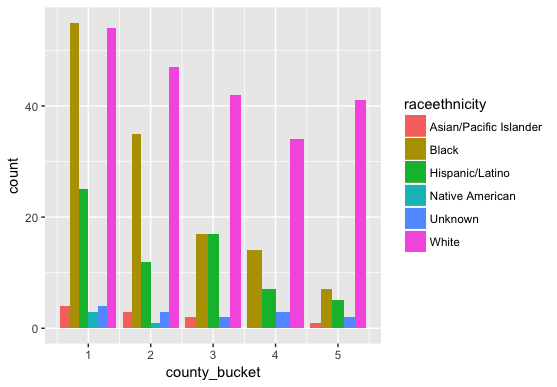 40
20
0
count
1 2 3 4 5
county_bucket
raceethnicity
Asian/Pacific Islander
Black
Hispanic/Latino
Native American
Unknown
White